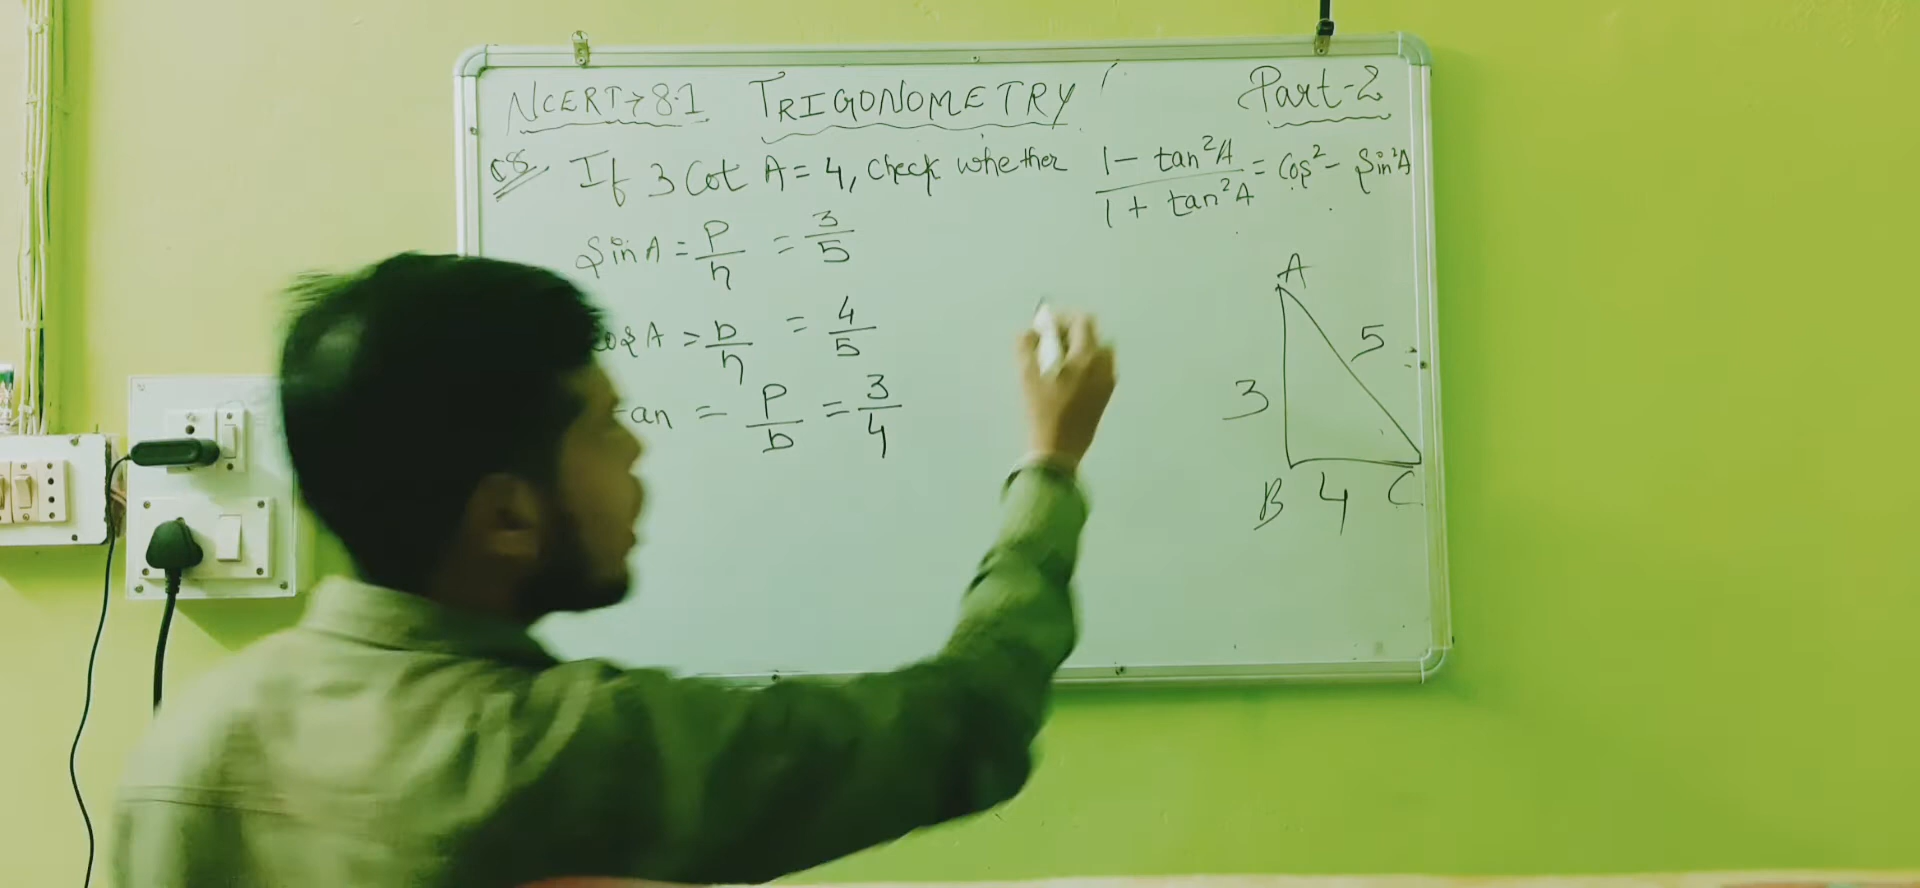 NCERT→8.1 TRIGONOMETRY Part-2
Q8 If 3 Cot A = 4, check whether 1 - tan²A / 1 + tan²A = Cos² - Sin²A
Sin A = P/h = 3/5
cos A = b/h = 4/5
tan = P/b = 3/4
A
5
3
B 4 C